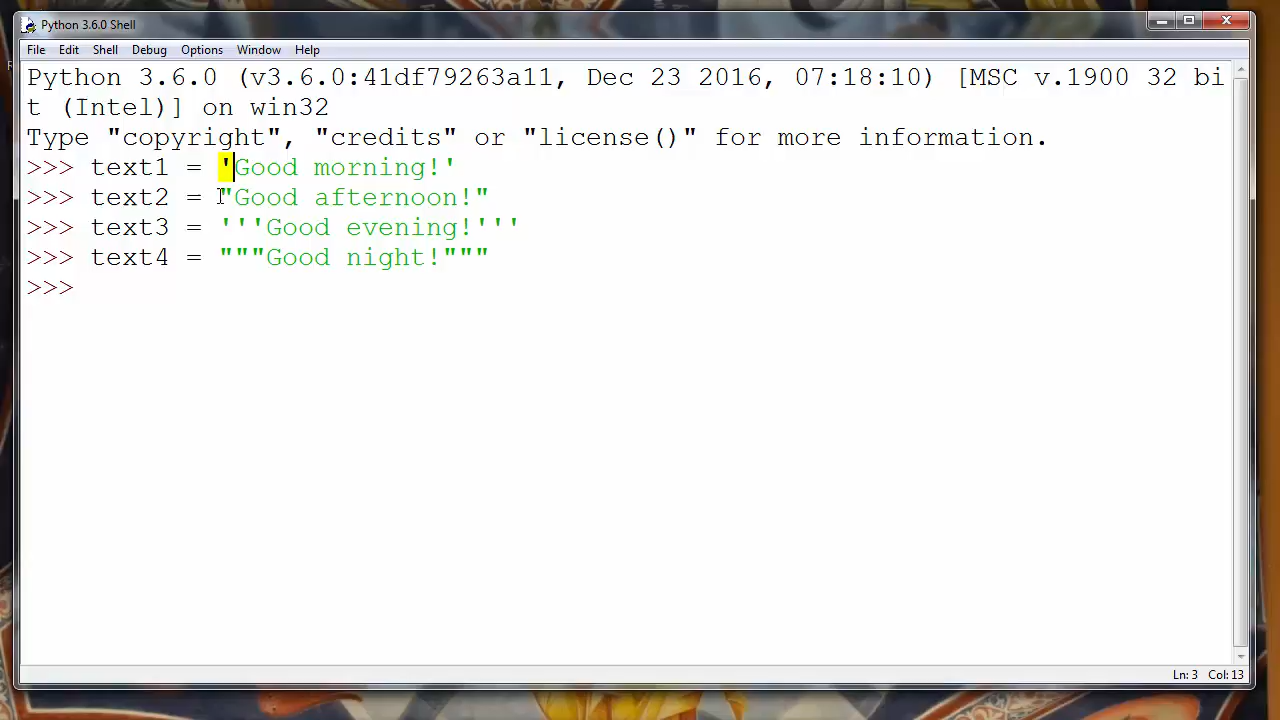 Python 3.6.0 Shell
File Edit Shell Debug Options Window Help
Python 3.6.0 (v3.6.0:41df79263a11, Dec 23 2016, 07:18:10) [MSC v.1900 32 bi
t (Intel)] on win32
Type "copyright", "credits" or "license()" for more information.
>>> text1 = 'Good morning!'
>>> text2 = "Good afternoon!"
>>> text3 = '''Good evening!'''
>>> text4 = """Good night!"""
>>>
Ln: 3 Col: 13